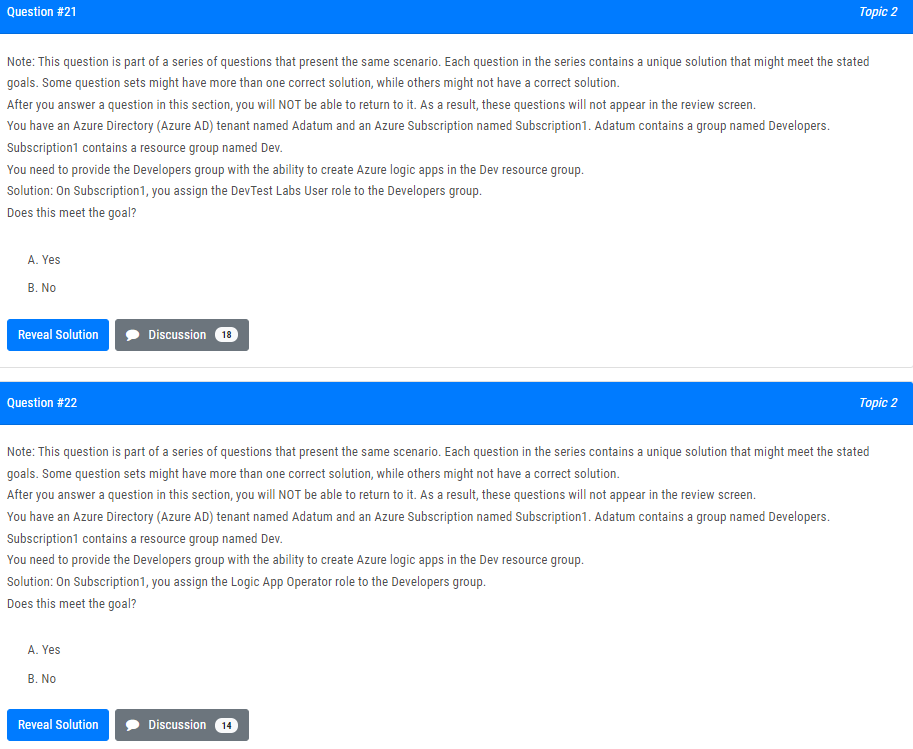 Question #21 Topic 2
Note: This question is part of a series of questions that present the same scenario. Each question in the series contains a unique solution that might meet the stated
goals. Some question sets might have more than one correct solution, while others might not have a correct solution.
After you answer a question in this section, you will NOT be able to return to it. As a result, these questions will not appear in the review screen.
You have an Azure Directory (Azure AD) tenant named Adatum and an Azure Subscription named Subscription1. Adatum contains a group named Developers.
Subscription1 contains a resource group named Dev.
You need to provide the Developers group with the ability to create Azure logic apps in the Dev resource group.
Solution: On Subscription1, you assign the DevTest Labs User role to the Developers group.
Does this meet the goal?
A. Yes
B. No
Reveal Solution Discussion 18
Question #22 Topic 2
Note: This question is part of a series of questions that present the same scenario. Each question in the series contains a unique solution that might meet the stated
goals. Some question sets might have more than one correct solution, while others might not have a correct solution.
After you answer a question in this section, you will NOT be able to return to it. As a result, these questions will not appear in the review screen.
You have an Azure Directory (Azure AD) tenant named Adatum and an Azure Subscription named Subscription1. Adatum contains a group named Developers.
Subscription1 contains a resource group named Dev.
You need to provide the Developers group with the ability to create Azure logic apps in the Dev resource group.
Solution: On Subscription1, you assign the Logic App Operator role to the Developers group.
Does this meet the goal?
A. Yes
B. No
Reveal Solution Discussion 14